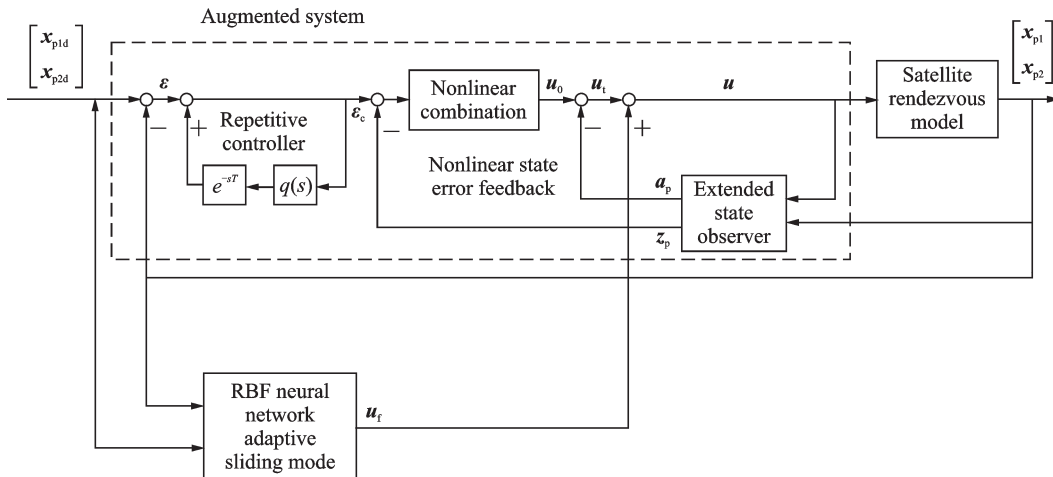 Augmented system
x_p1d
x_p2d
ε
−
+
Repetitive
controller
e^−sT
q(s)
ε_c
−
Nonlinear
combination
u_0
−
u_t
+
u
Nonlinear state
error feedback
a_p
z_p
Extended
state
observer
Satellite
rendezvous
model
x_p1
x_p2
RBF neural
network
adaptive
sliding mode
u_f